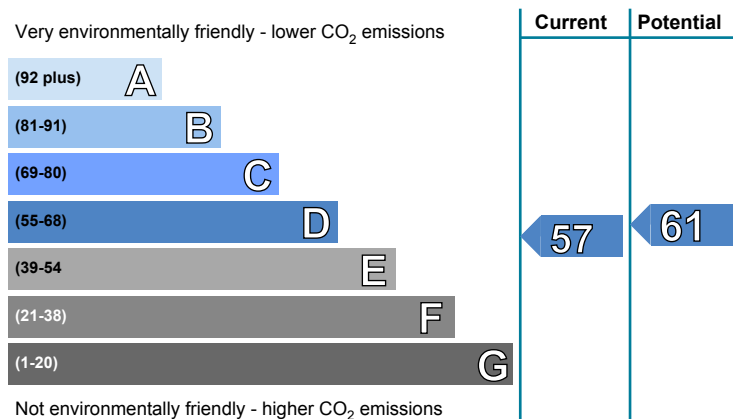 Very environmentally friendly - lower CO₂ emissions
Current
Potential
(92 plus) A
(81-91) B
(69-80) C
(55-68) D
(39-54 E
(21-38) F
(1-20) G
57
61
Not environmentally friendly - higher CO₂ emissions